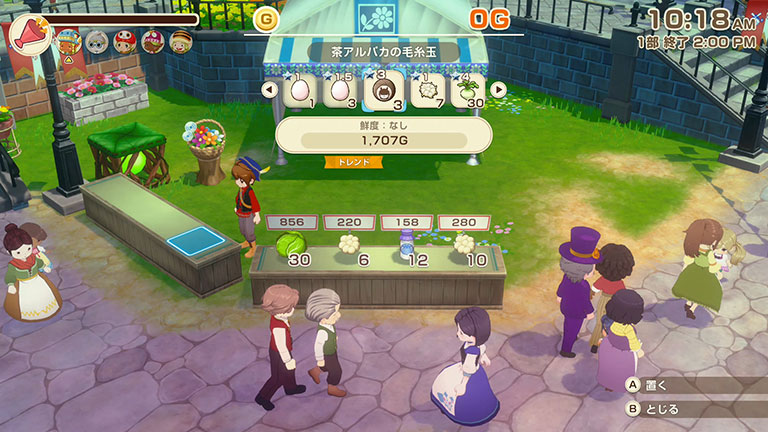 G
0G
10:18 AM
1部 終了 2:00 PM
茶アルパカの毛糸玉
1
1.5
3
1
4
1
3
3
7
30
鮮度：なし
1,707G
トレンド
856
220
158
280
30
6
12
10
A 置く
B とじる